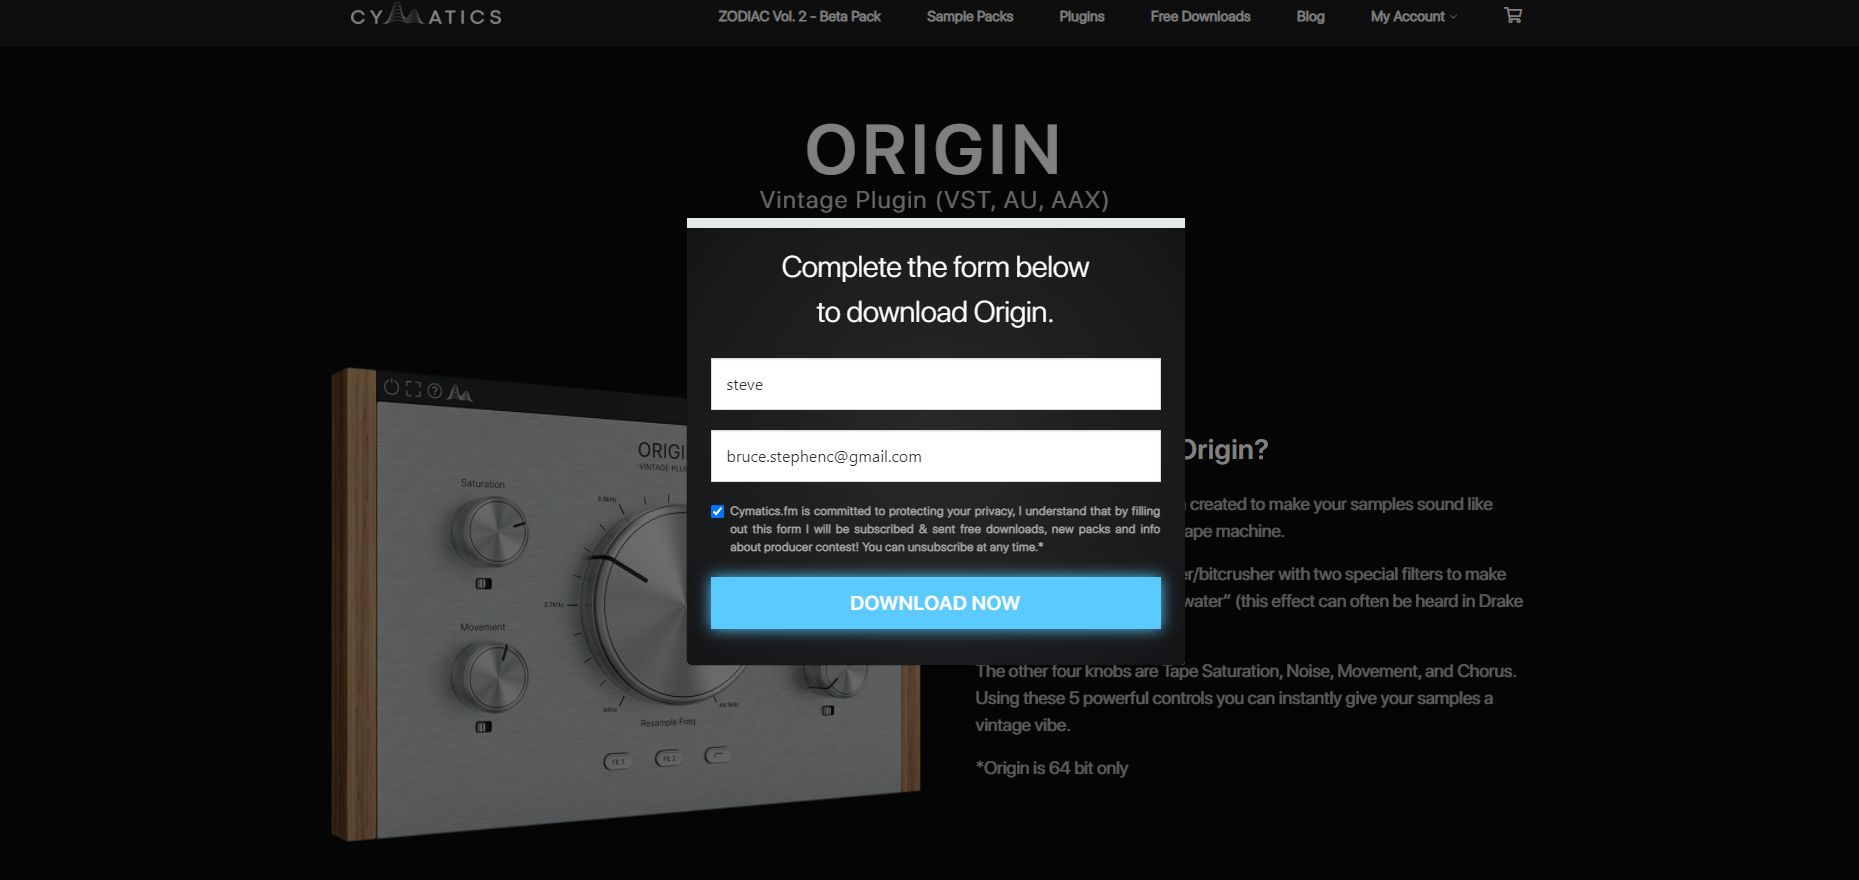 CYMATICS
ZODIAC Vol. 2 - Beta Pack
Sample Packs
Plugins
Free Downloads
Blog
My Account
ORIGIN
Vintage Plugin (VST, AU, AAX)
Complete the form below
to download Origin.
steve
bruce.stephenc@gmail.com
Cymatics.fm is committed to protecting your privacy, I understand that by filling
out this form I will be subscribed & sent free downloads, new packs and info
about producer contest! You can unsubscribe at any time.*
DOWNLOAD NOW
ORIGI
VINTAGE PLU
Saturation
5.5kHz
2.7kHz
Movement
44.1kHz
Resample Freq
FIL 1
FIL 2
Origin?
created to make your samples sound like
ape machine.
er/bitcrusher with two special filters to make
water” (this effect can often be heard in Drake
The other four knobs are Tape Saturation, Noise, Movement, and Chorus.
Using these 5 powerful controls you can instantly give your samples a
vintage vibe.
*Origin is 64 bit only